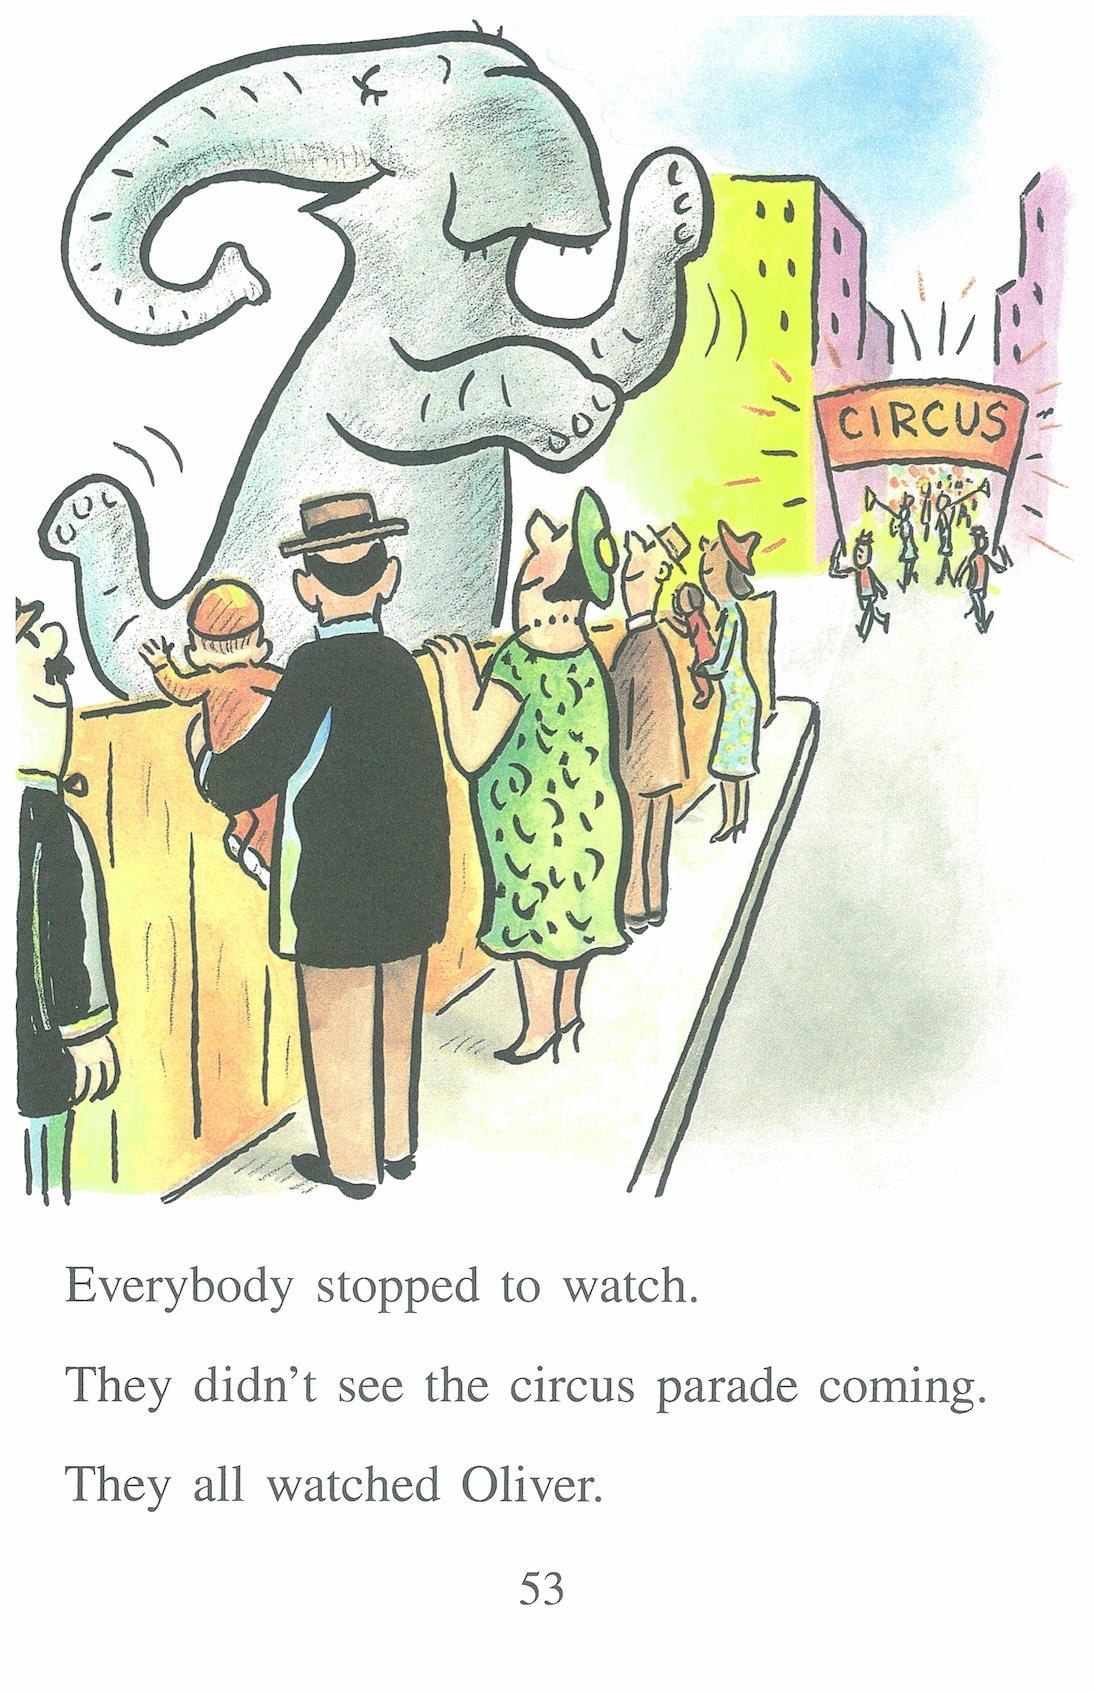 CIRCUS
Everybody stopped to watch.
They didn't see the circus parade coming.
They all watched Oliver.
53